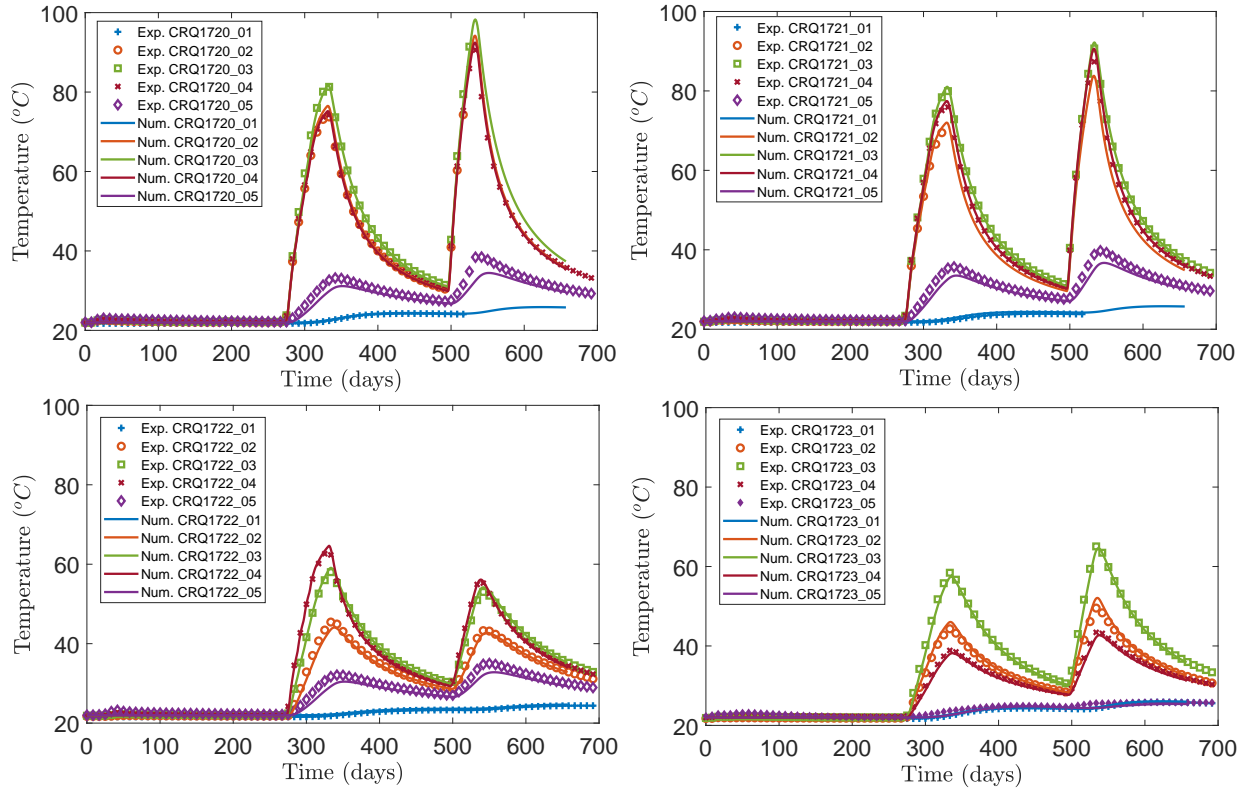 100
80
60
40
20
Temperature (°C)
Exp. CRQ1720_01
Exp. CRQ1720_02
Exp. CRQ1720_03
Exp. CRQ1720_04
Exp. CRQ1720_05
Num. CRQ1720_01
Num. CRQ1720_02
Num. CRQ1720_03
Num. CRQ1720_04
Num. CRQ1720_05
0 100 200 300 400 500 600 700
Time (days)
100
80
60
40
20
Temperature (°C)
Exp. CRQ1721_01
Exp. CRQ1721_02
Exp. CRQ1721_03
Exp. CRQ1721_04
Exp. CRQ1721_05
Num. CRQ1721_01
Num. CRQ1721_02
Num. CRQ1721_03
Num. CRQ1721_04
Num. CRQ1721_05
0 100 200 300 400 500 600 700
Time (days)
100
80
60
40
20
Temperature (°C)
Exp. CRQ1722_01
Exp. CRQ1722_02
Exp. CRQ1722_03
Exp. CRQ1722_04
Exp. CRQ1722_05
Num. CRQ1722_01
Num. CRQ1722_02
Num. CRQ1722_03
Num. CRQ1722_04
Num. CRQ1722_05
0 100 200 300 400 500 600 700
Time (days)
100
80
60
40
20
Temperature (°C)
Exp. CRQ1723_01
Exp. CRQ1723_02
Exp. CRQ1723_03
Exp. CRQ1723_04
Exp. CRQ1723_05
Num. CRQ1723_01
Num. CRQ1723_02
Num. CRQ1723_03
Num. CRQ1723_04
Num. CRQ1723_05
0 100 200 300 400 500 600 700
Time (days)